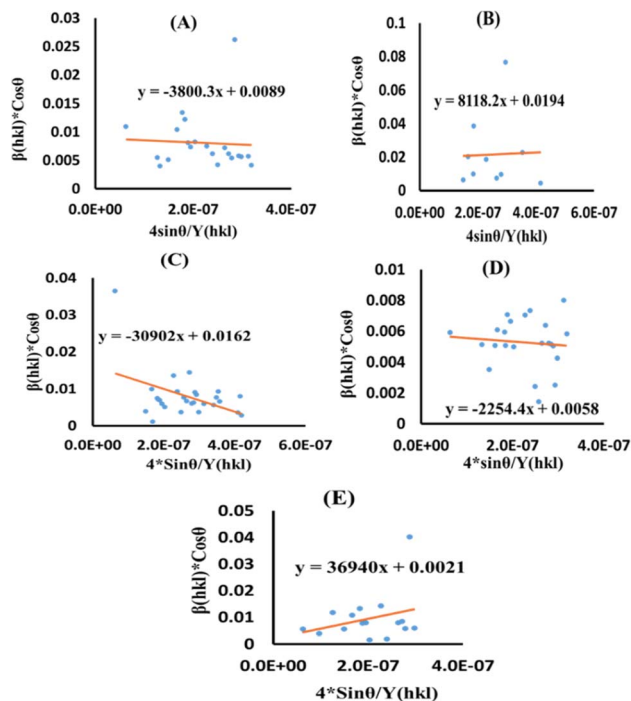 (A)
0.03
0.025
0.02
0.015
0.01
0.005
0
β(hkl)*Cosθ
y = -3800.3x + 0.0089
0.0E+00 2.0E-07 4.0E-07
4sinθ/Y(hkl)
(B)
0.1
0.08
0.06
0.04
0.02
0
β(hkl)*Cosθ
y = 8118.2x + 0.0194
0.0E+00 2.0E-07 4.0E-07 6.0E-07
4sinθ/Y(hkl)
(C)
0.04
0.03
0.02
0.01
0
β(hkl)*Cosθ
y = -30902x + 0.0162
0.0E+00 2.0E-07 4.0E-07 6.0E-07
4*Sinθ/Y(hkl)
(D)
0.01
0.008
0.006
0.004
0.002
0
β(hkl)*Cosθ
y = -2254.4x + 0.0058
0.0E+00 2.0E-07 4.0E-07
4*sinθ/Y(hkl)
(E)
0.05
0.04
0.03
0.02
0.01
0
β(hkl)*Cosθ
y = 36940x + 0.0021
0.0E+00 2.0E-07 4.0E-07
4*Sinθ/Y(hkl)